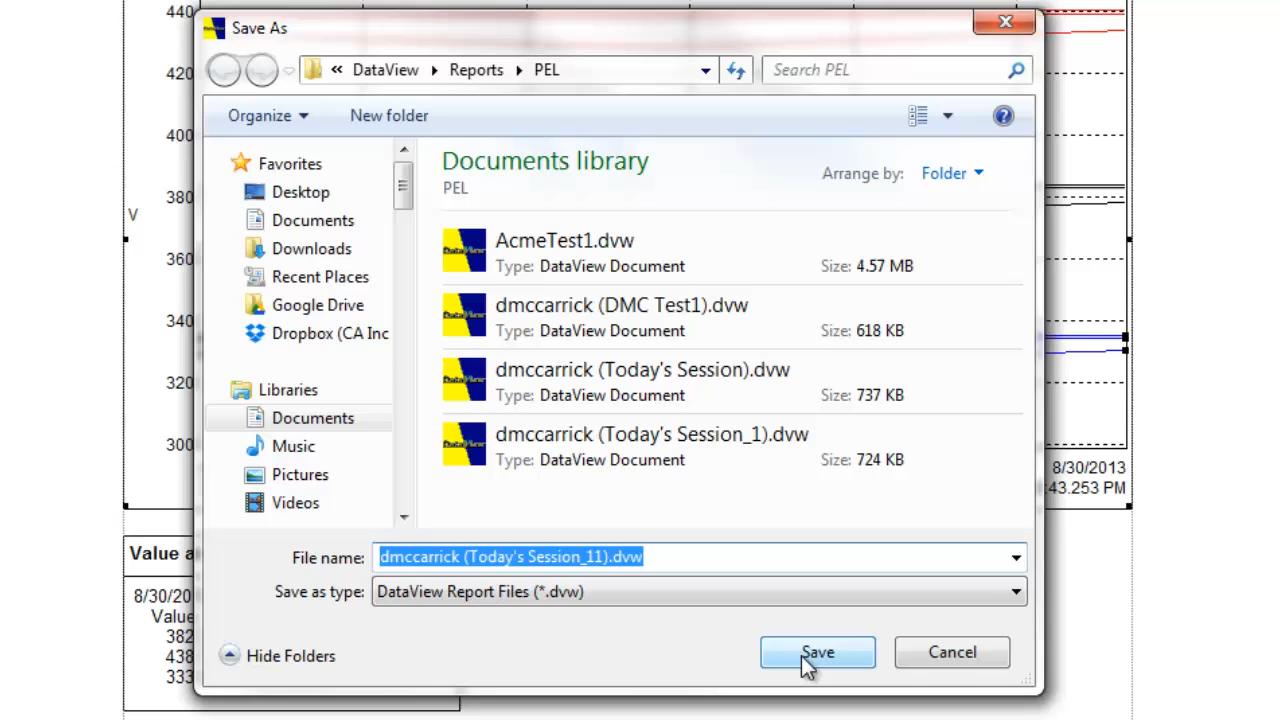 440
Save As
420
« DataView ▸ Reports ▸ PEL
Search PEL
Organize
New folder
400
Favorites
Desktop
Documents
Downloads
Recent Places
Google Drive
Dropbox (CA Inc
Libraries
Documents
Music
Pictures
Videos
Documents library
PEL
Arrange by: Folder
AcmeTest1.dvw
Type: DataView Document Size: 4.57 MB
dmccarrick (DMC Test1).dvw
Type: DataView Document Size: 618 KB
dmccarrick (Today's Session).dvw
Type: DataView Document Size: 737 KB
dmccarrick (Today's Session_1).dvw
Type: DataView Document Size: 724 KB
380
V
360
340
320
300
8/30/2013
:43.253 PM
File name: dmccarrick (Today's Session_11).dvw
Save as type: DataView Report Files (*.dvw)
Hide Folders
Save
Cancel
Value a
8/30/20
Value
382
438
333